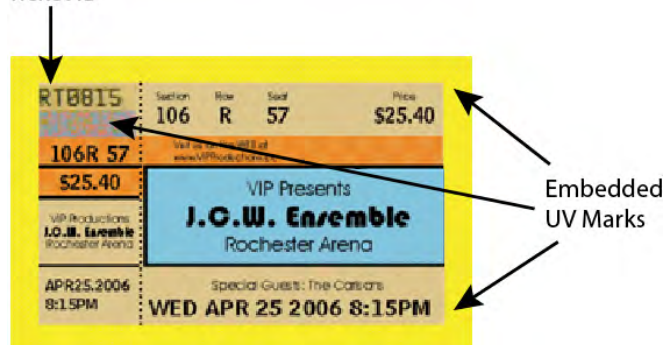 RT0815
Section Row Seat Price
106 R 57 $25.40
106R 57
$25.40
VIP Presents
J.C.W. Ensemble
Rochester Arena
VIP Productions
J.C.W. Ensemble
Rochester Arena
APR25.2006
8:15PM
Special Guests: The Carsons
WED APR 25 2006 8:15PM
Embedded
UV Marks